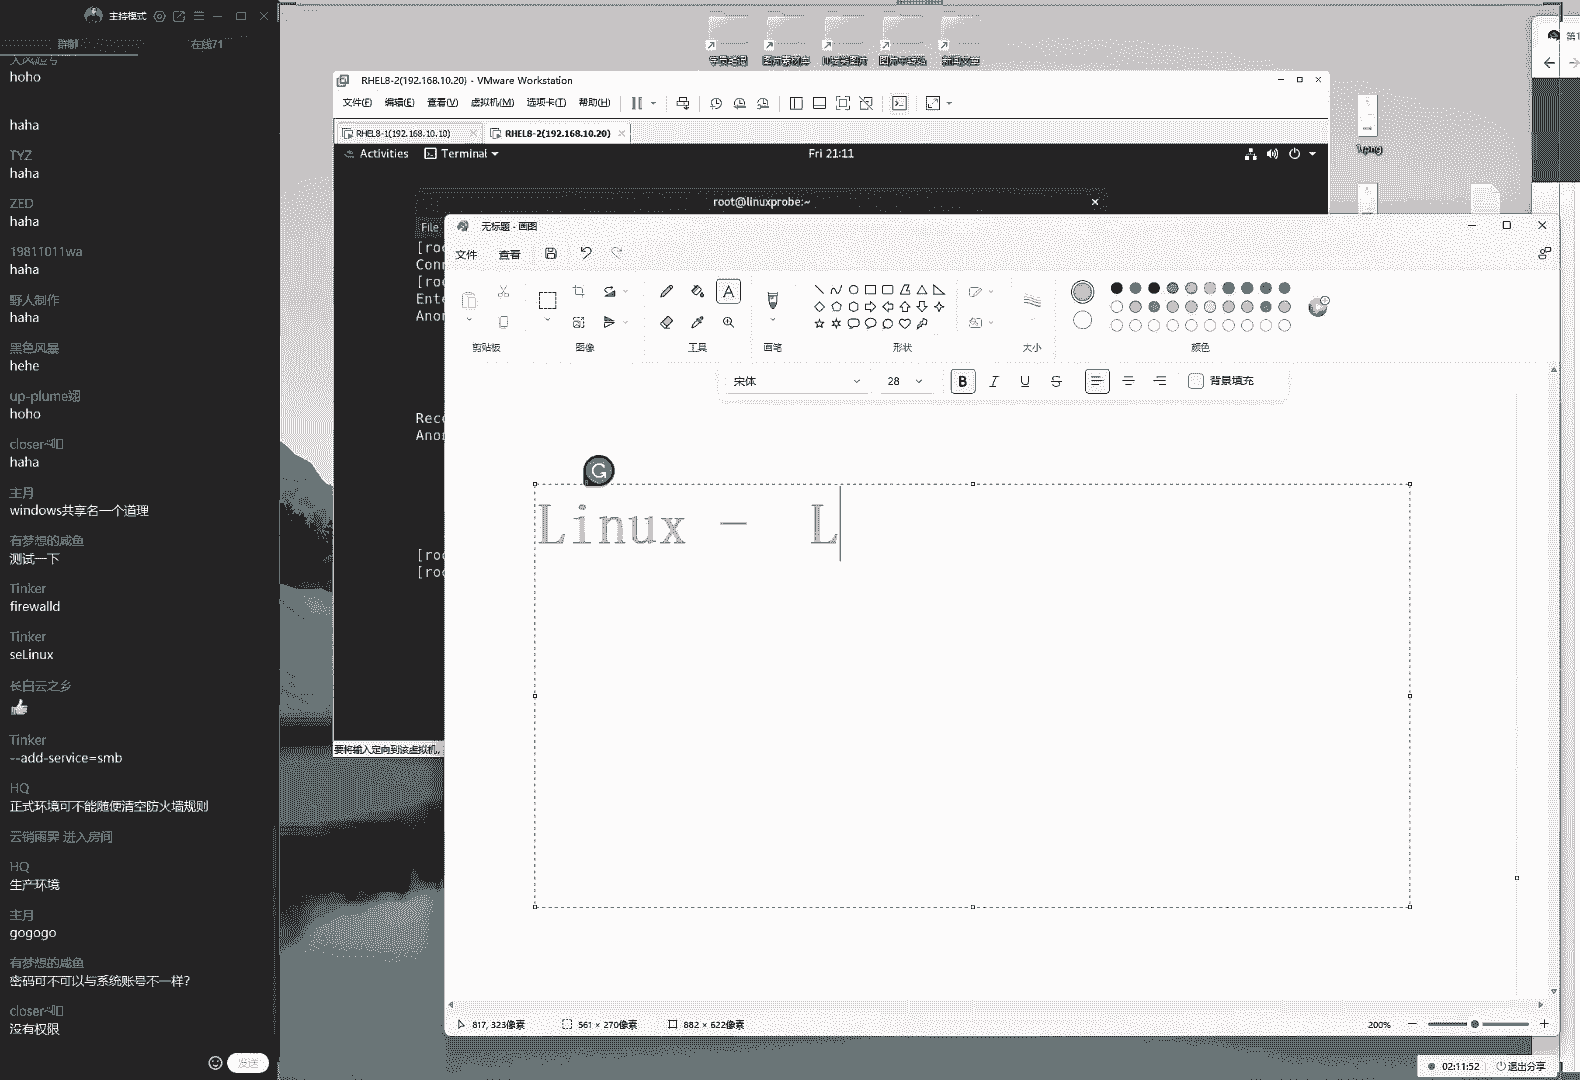 主持模式
群聊
在线71
hoho
haha
TYZ
haha
ZED
haha
19811011wa
haha
野人制作
haha
黑色风暴
hehe
up-plume翊
hoho
closer
haha
主月
windows共享名一个道理
有梦想的咸鱼
测试一下
Tinker
firewalld
Tinker
seLinux
长白云之乡
Tinker
--add-service=smb
HQ
正式环境可不能随便清空防火墙规则
云销雨霁 进入房间
HQ
生产环境
主月
gogogo
有梦想的咸鱼
密码可不可以与系统账号不一样?
closer
没有权限
发送
1.png
RHEL8-2(192.168.10.20) - VMware Workstation
文件(F) 编辑(E) 查看(V) 虚拟机(M) 选项卡(T) 帮助(H)
RHEL8-1(192.168.10.10)
RHEL8-2(192.168.10.20)
Activities
Terminal
Fri 21:11
root@linuxprobe:~
File
[roo
Conn
[roo
Ente
Anon
Reco
Anon
[roo
[roo
要将输入定向到该虚拟机,
无标题 - 画图
文件 查看
剪贴板 图像 工具 画笔 形状 大小 颜色
宋体
28
B I U S
背景填充
Linux — L
817, 323像素
561 × 270像素
882 × 622像素
200%
02:11:52
退出分享